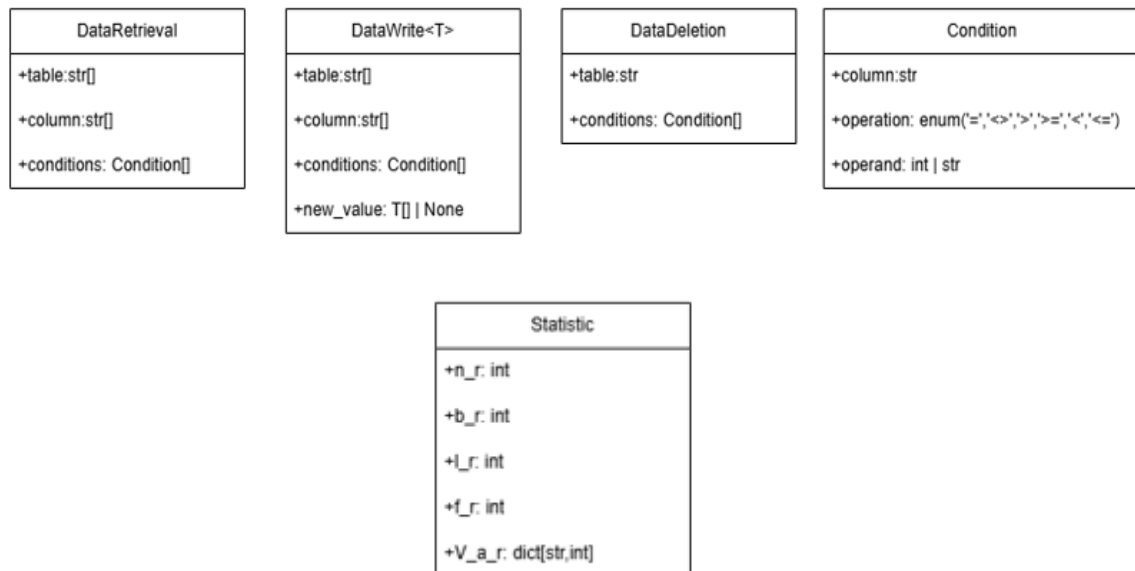 DataRetrieval
+table:str[]
+column:str[]
+conditions: Condition[]
DataWrite<T>
+table:str[]
+column:str[]
+conditions: Condition[]
+new_value: T[] | None
DataDeletion
+table:str
+conditions: Condition[]
Condition
+column:str
+operation: enum('=','<>','>','>=','<','<=')
+operand: int | str
Statistic
+n_r: int
+b_r: int
+l_r: int
+f_r: int
+V_a_r: dict[str,int]